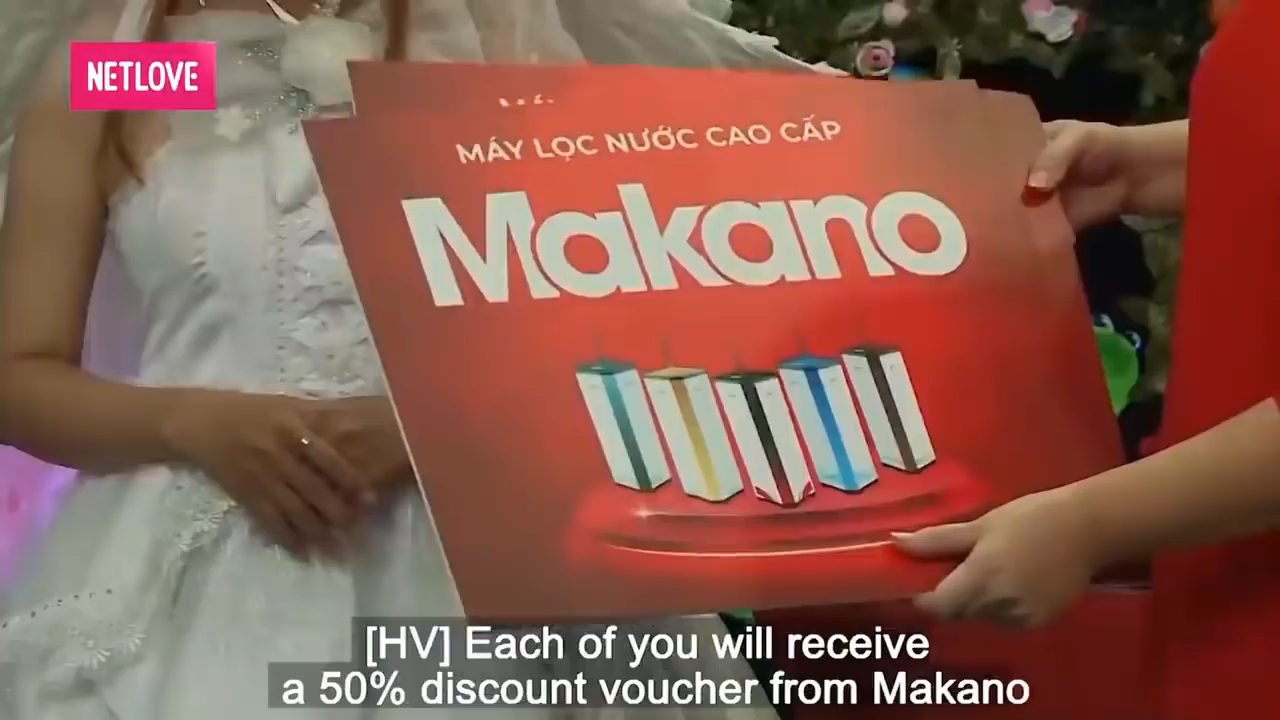 NETLOVE
MÁY LỌC NƯỚC CAO CẤP
Makano
[HV] Each of you will receive
a 50% discount voucher from Makano